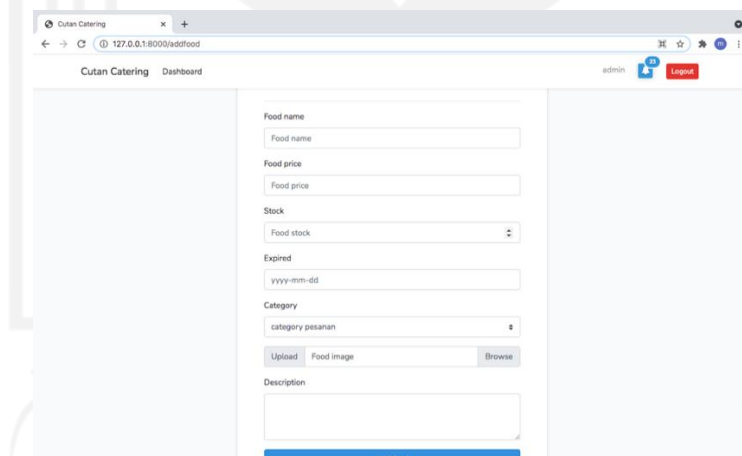 Cutan Catering
127.0.0.1:8000/addfood
Cutan Catering Dashboard admin 23 Logout
Food name
Food name
Food price
Food price
Stock
Food stock
Expired
yyyy-mm-dd
Category
category pesanan
Upload Food image Browse
Description